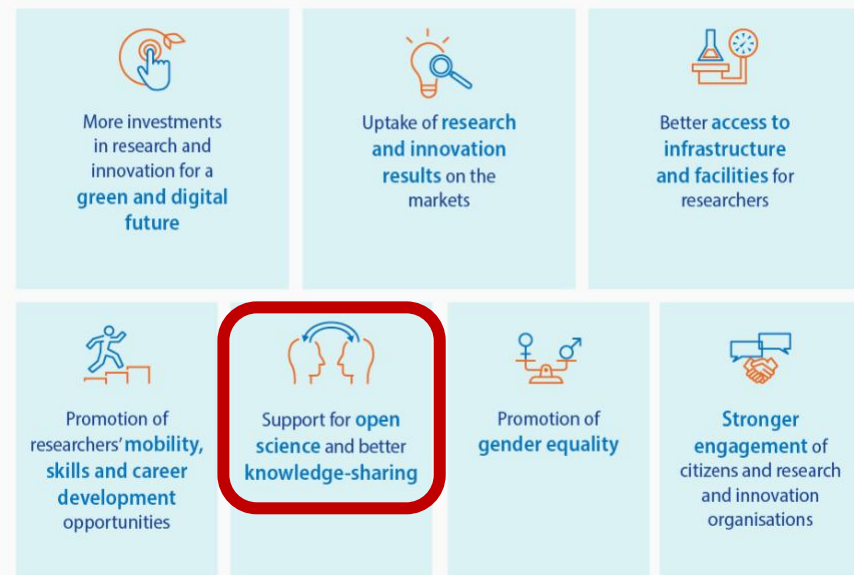 More investments
in research and
innovation for a
green and digital
future
Uptake of research
and innovation
results on the
markets
Better access to
infrastructure
and facilities for
researchers
Promotion of
researchers' mobility,
skills and career
development
opportunities
Support for open
science and better
knowledge-sharing
Promotion of
gender equality
Stronger
engagement of
citizens and research
and innovation
organisations